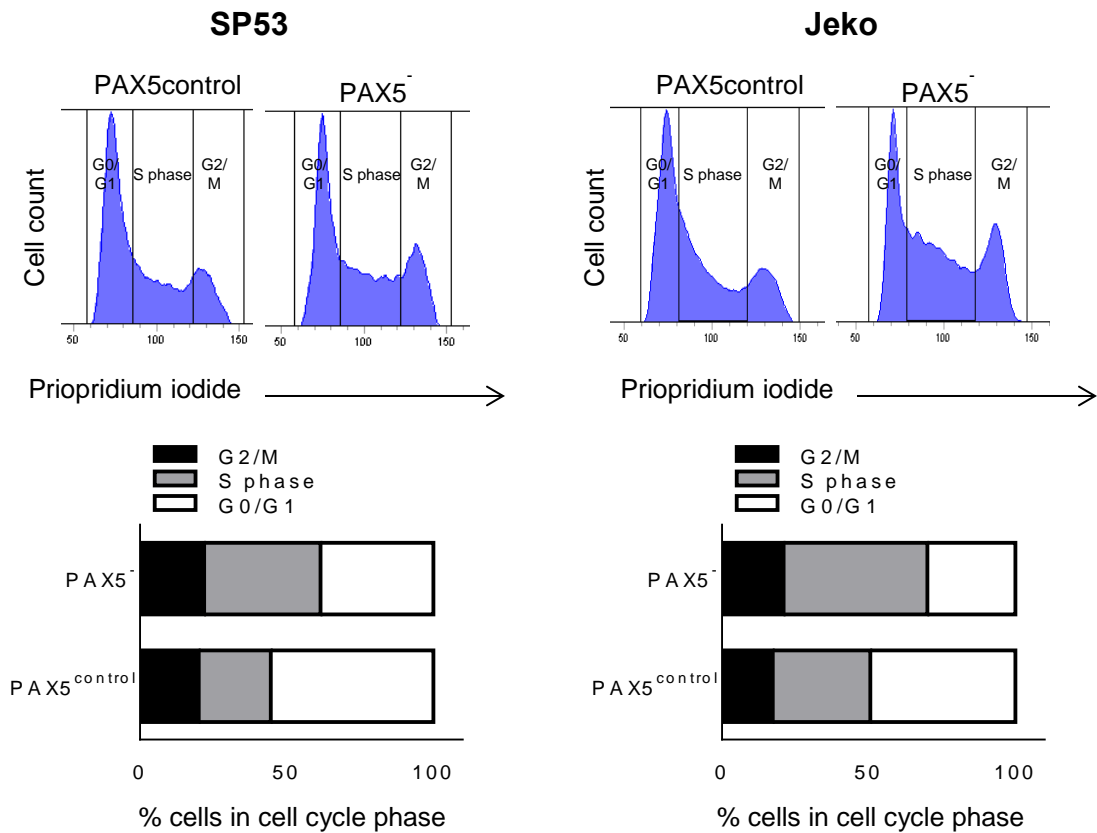 SP53
Jeko
PAX5control
PAX5-
PAX5control
PAX5-
Cell count
G0/
G1
S phase
G2/
M
G0/
G1
S phase
G2/
M
Cell count
G0/
G1
S phase
G2/
M
G0/
G1
S phase
G2/
M
50 100 150
50 100 150
50 100 150
50 100 150
Priopridium iodide
Priopridium iodide
G2/M
S phase
G0/G1
PAX5-
PAX5control
0 50 100
% cells in cell cycle phase
G2/M
S phase
G0/G1
PAX5-
PAX5control
0 50 100
% cells in cell cycle phase